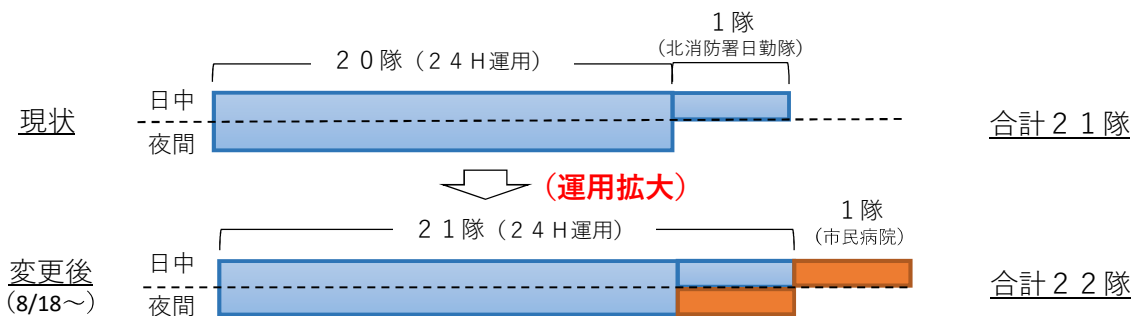 １隊
（北消防署日勤隊）
２０隊（２４Ｈ運用）
日中
現状
夜間
合計２１隊
（運用拡大）
１隊
（市民病院）
２１隊（２４Ｈ運用）
日中
変更後
（8/18～）
夜間
合計２２隊